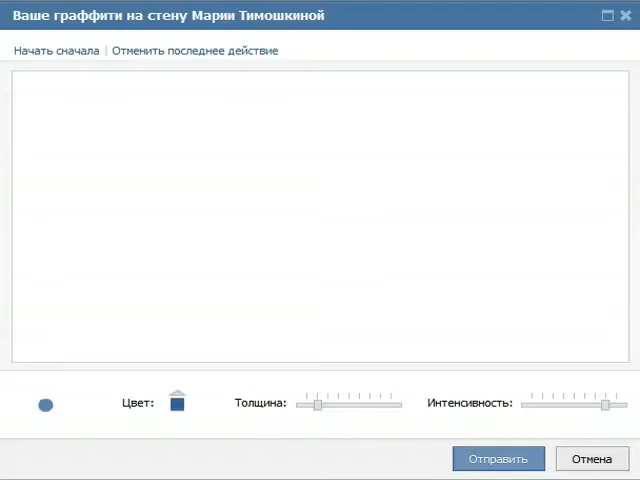 Ваше граффити на стену Марии Тимошкиной
Начать сначала | Отменить последнее действие
Цвет: Толщина: Интенсивность:
Отправить Отмена